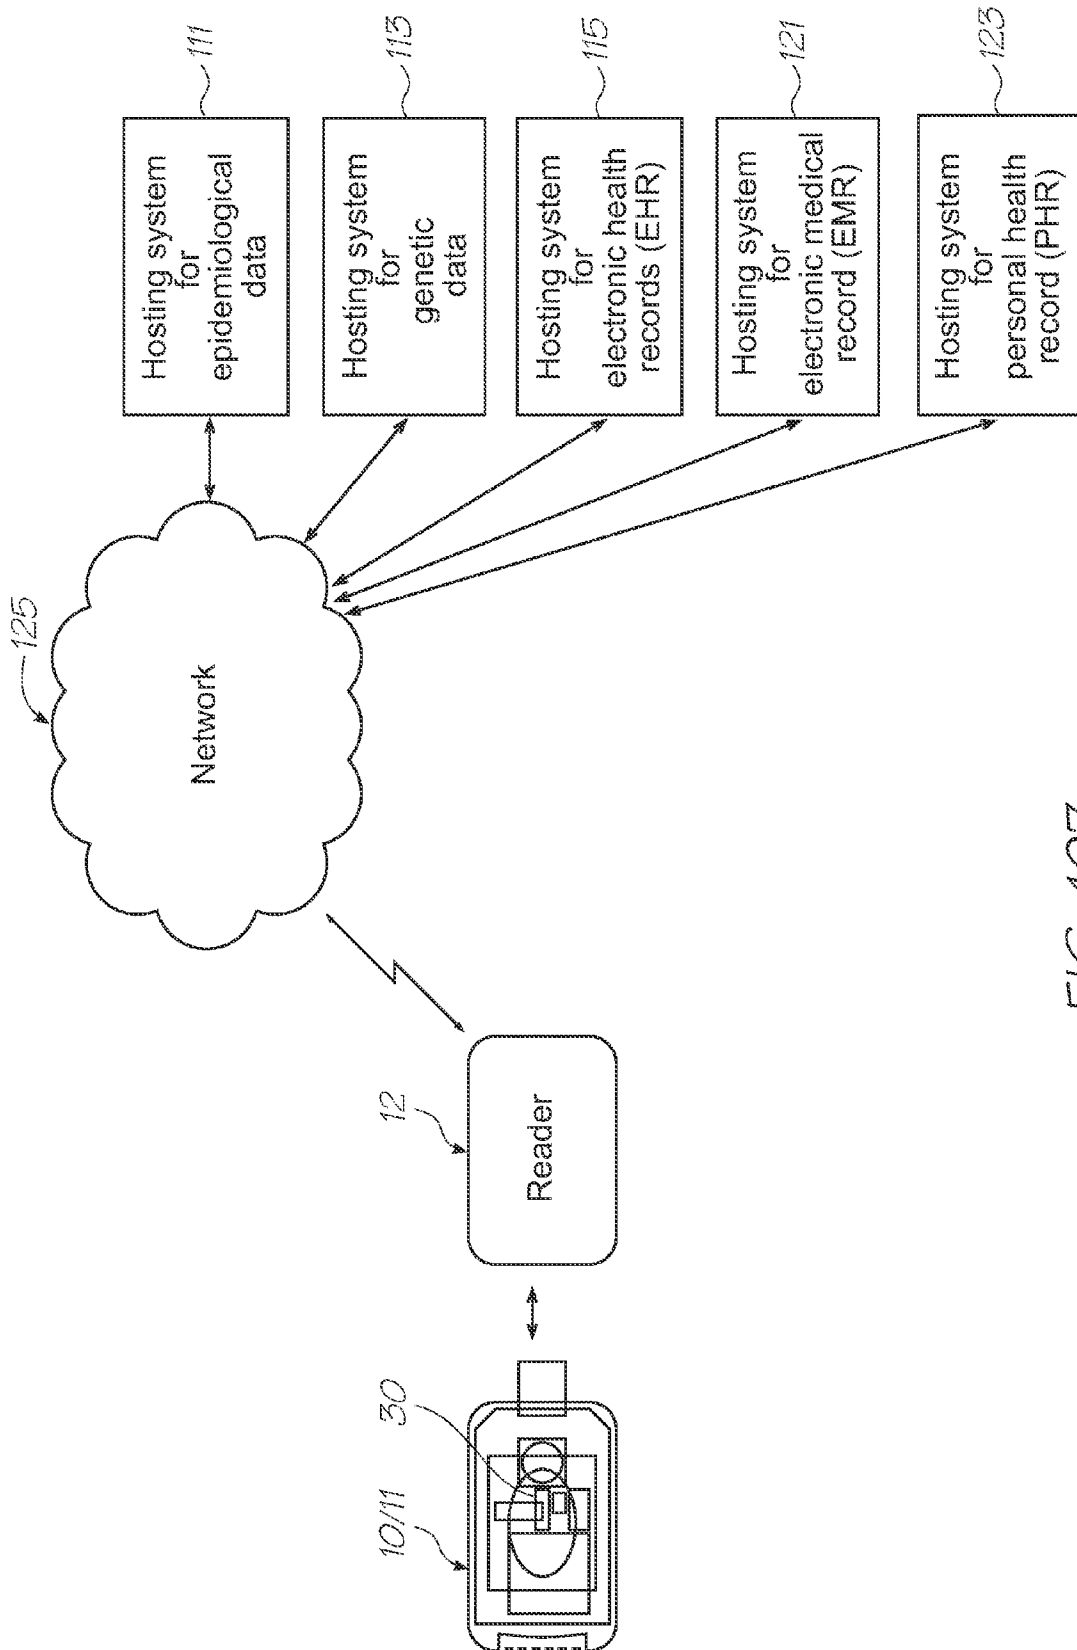 125
Network
Hosting system
for
epidemiological
data
111
Hosting system
for
genetic
data
113
10/11
30
12
Reader
Hosting system
for
electronic health
records (EHR)
115
Hosting system
for
electronic medical
record (EMR)
121
Hosting system
for
personal health
record (PHR)
123
FIG. 107